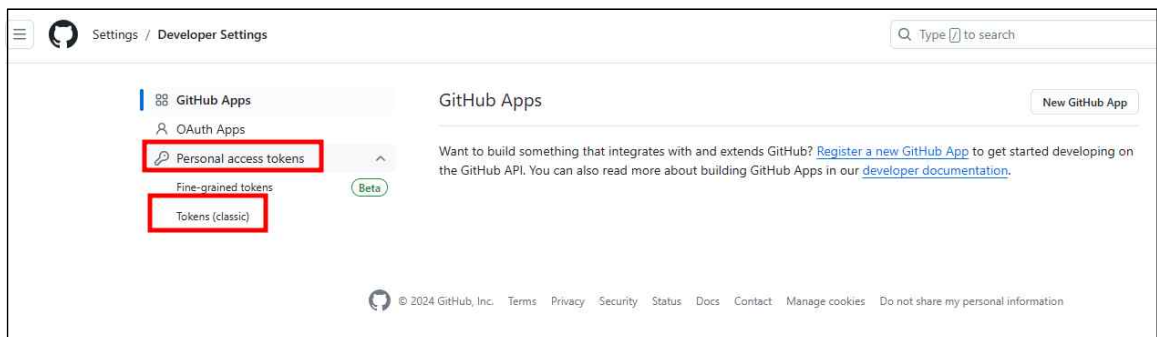 Settings / Developer Settings
Type / to search
GitHub Apps
OAuth Apps
Personal access tokens
Fine-grained tokens Beta
Tokens (classic)
GitHub Apps
New GitHub App
Want to build something that integrates with and extends GitHub? Register a new GitHub App to get started developing on
the GitHub API. You can also read more about building GitHub Apps in our developer documentation.
© 2024 GitHub, Inc. Terms Privacy Security Status Docs Contact Manage cookies Do not share my personal information